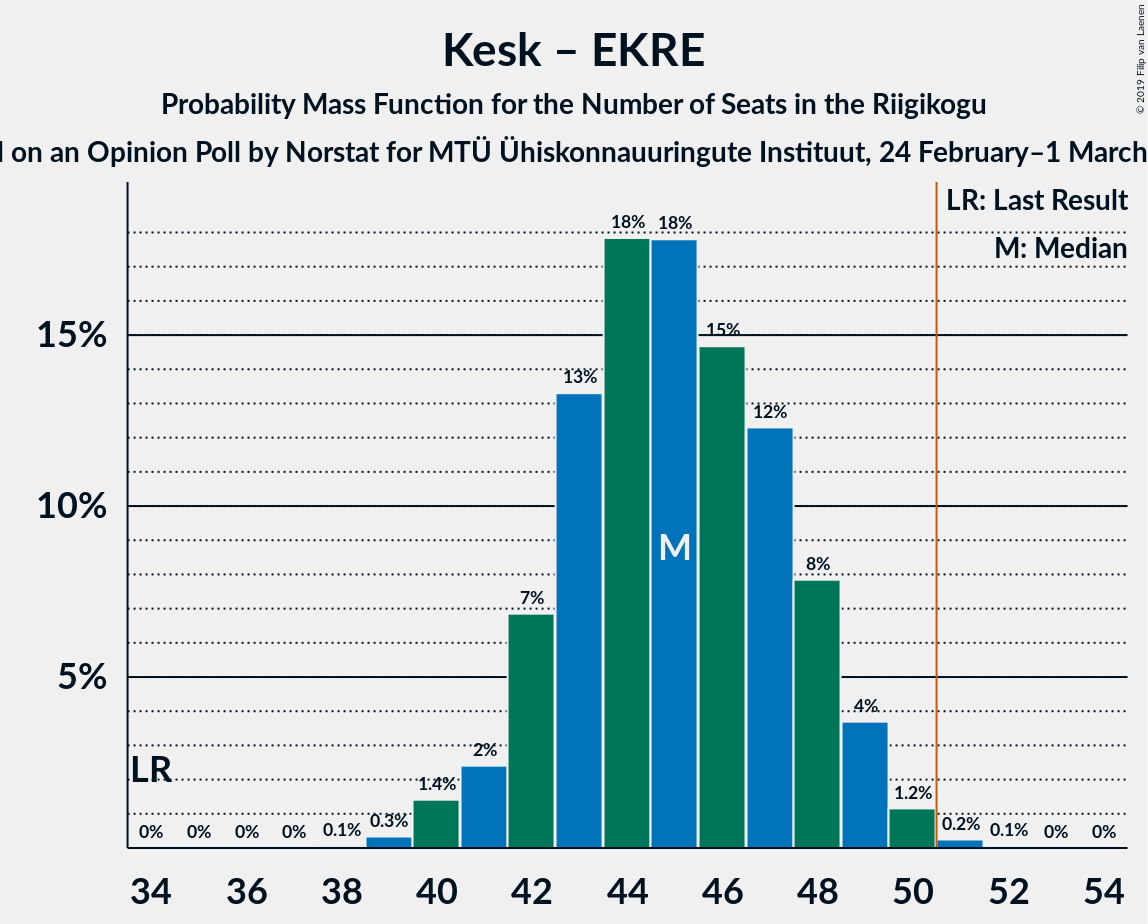 Kesk – EKRE
Probability Mass Function for the Number of Seats in the Riigikogu
on an Opinion Poll by Norstat for MTÜ Ühiskonnauuringute Instituut, 24 February–1 March
© 2019 Filip van Laenen
LR: Last Result
M: Median
15%
10%
5%
18%
18%
15%
13%
12%
8%
7%
4%
2%
1.4%
1.2%
0.3%
0.2%
0.1%
0.1%
0% 0% 0% 0% 0% 0%
M
LR
34 36 38 40 42 44 46 48 50 52 54